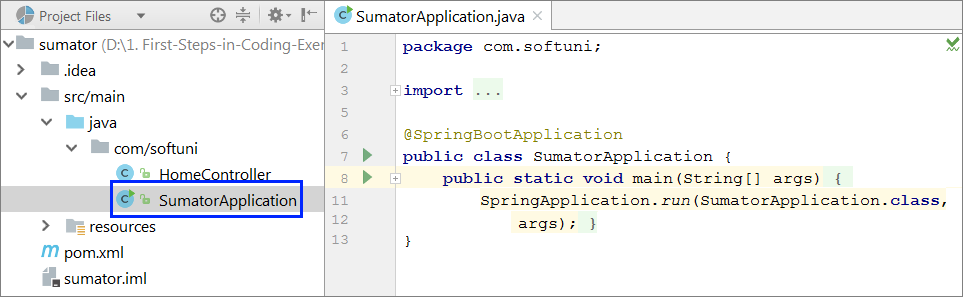 Project Files
sumator (D:\1. First-Steps-in-Coding-Exer
.idea
src/main
java
com/softuni
HomeController
SumatorApplication
resources
pom.xml
sumator.iml
SumatorApplication.java
1 package com.softuni;
2
3 import ...
5
6 @SpringBootApplication
7 public class SumatorApplication {
8 public static void main(String[] args) {
11 SpringApplication.run(SumatorApplication.class,
12 args); }
13 }